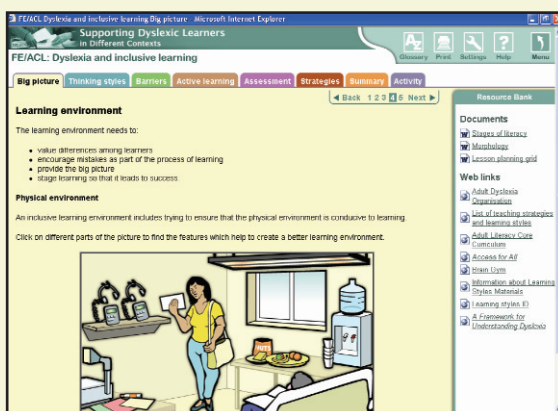 FE/ACL Dyslexia and inclusive learning Big picture - Microsoft Internet Explorer
Supporting Dyslexic Learners
in Different Contexts
FE/ACL: Dyslexia and inclusive learning
Glossary Print Settings Help Menu
Big picture Thinking styles Barriers Active learning Assessment Strategies Summary Activity
Back 1 2 3 4 5 Next
Learning environment
The learning environment needs to:
• value differences among learners
• encourage mistakes as part of the process of learning
• provide the big picture
• stage learning so that it leads to success.
Physical environment
An inclusive learning environment includes trying to ensure that the physical environment is conducive to learning.
Click on different parts of the picture to find the features which help to create a better learning environment.
NUTS
Resource Bank
Documents
Stages of literacy
Morphology
Lesson planning grid
Web links
Adult Dyslexia
Organisation
List of teaching strategies
and learning styles
Adult Literacy Core
Curriculum
Access for All
Brain Gym
Information about Learning
Styles Materials
Learning styles ID
A Framework for
Understanding Dyslexia